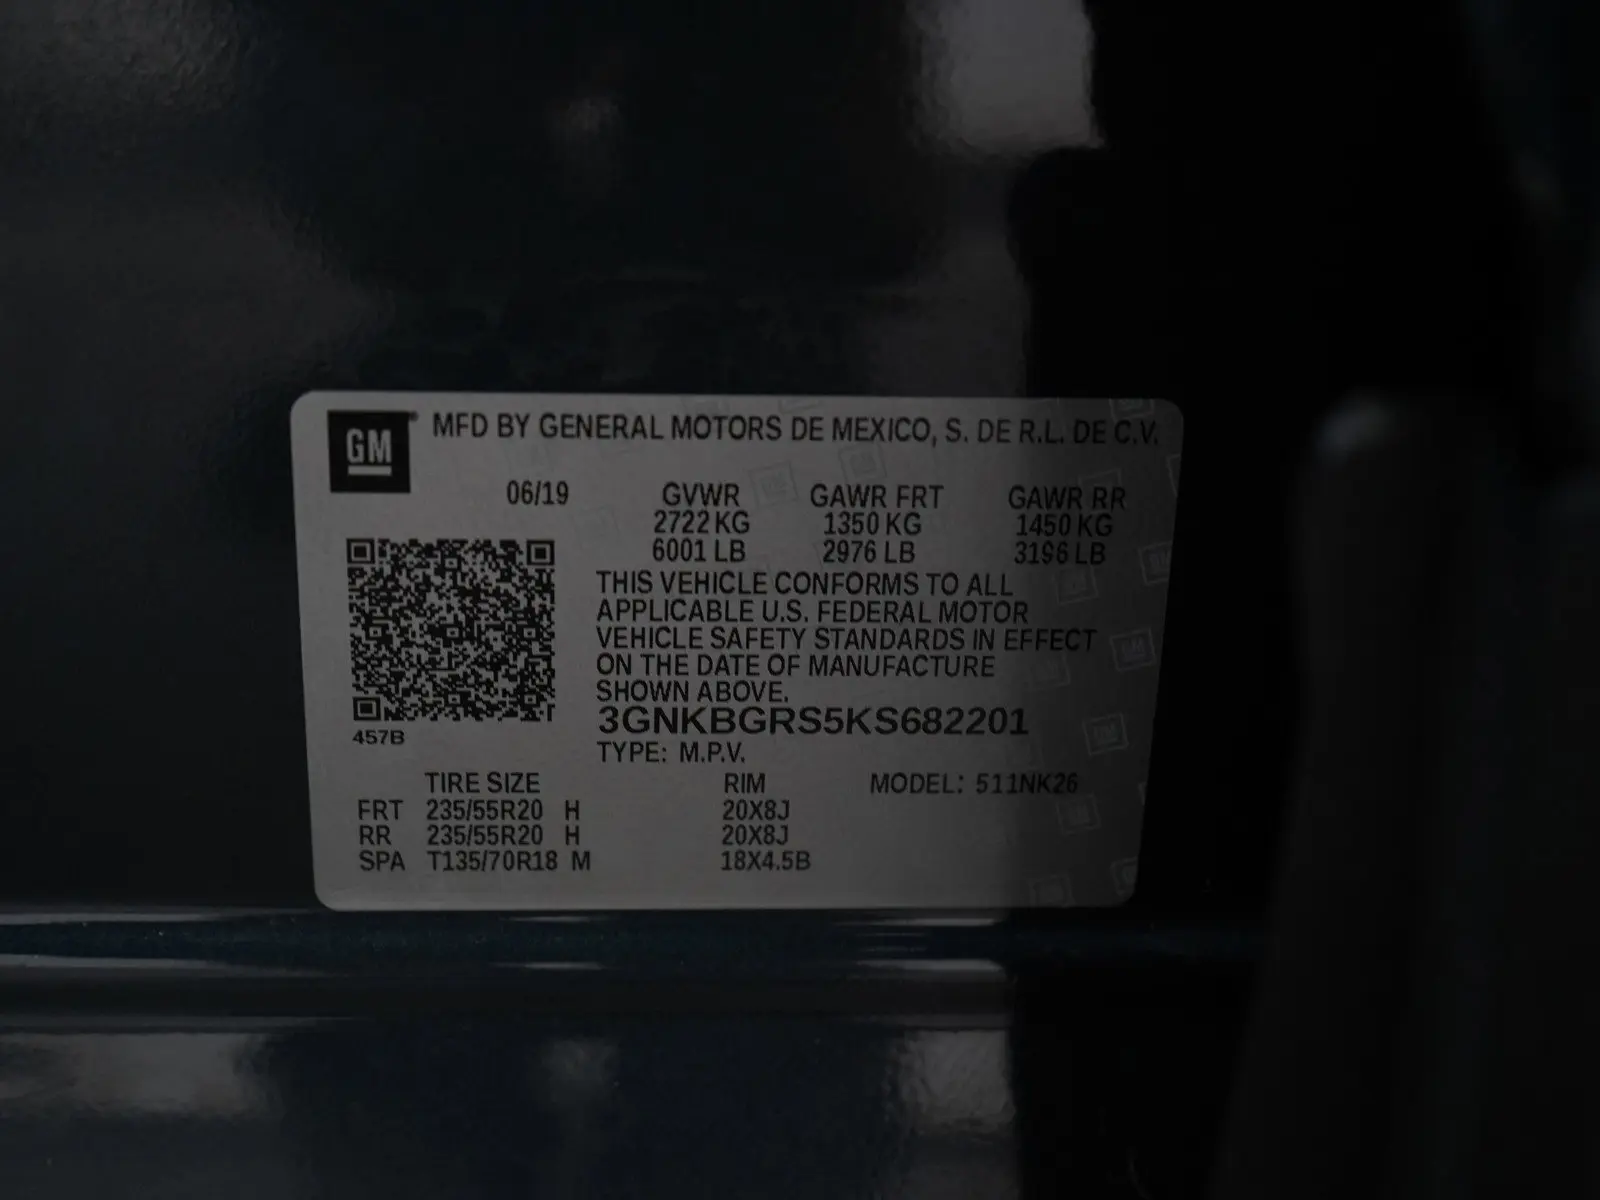 GM
MFD BY GENERAL MOTORS DE MEXICO, S. DE R.L. DE C.V.
06/19 GVWR GAWR FRT GAWR RR
2722 KG 1350 KG 1450 KG
6001 LB 2976 LB 3196 LB
THIS VEHICLE CONFORMS TO ALL
APPLICABLE U.S. FEDERAL MOTOR
VEHICLE SAFETY STANDARDS IN EFFECT
ON THE DATE OF MANUFACTURE
SHOWN ABOVE.
3GNKBGRS5KS682201
457B
TYPE: M.P.V.
TIRE SIZE RIM MODEL: 511NK26
FRT 235/55R20 H 20X8J
RR 235/55R20 H 20X8J
SPA T135/70R18 M 18X4.5B